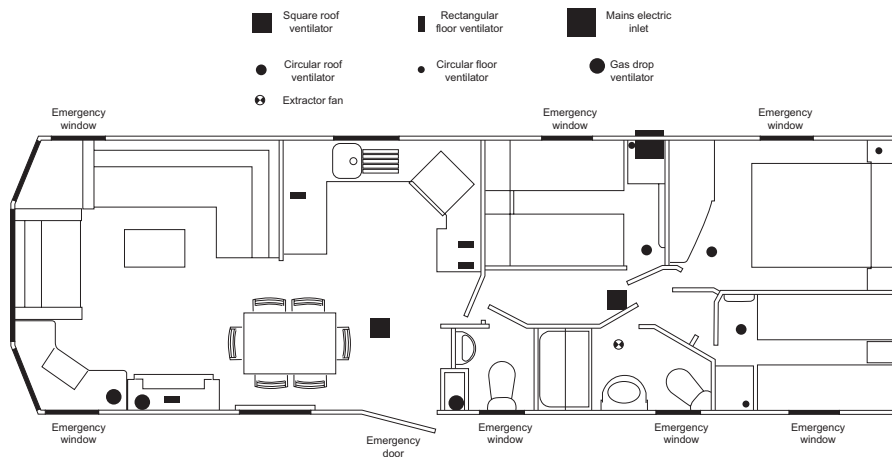 Square roof
ventilator
Rectangular
floor ventilator
Mains electric
inlet
Circular roof
ventilator
Circular floor
ventilator
Gas drop
ventilator
Extractor fan
Emergency
window
Emergency
window
Emergency
window
Emergency
window
Emergency
door
Emergency
window
Emergency
window
Emergency
window